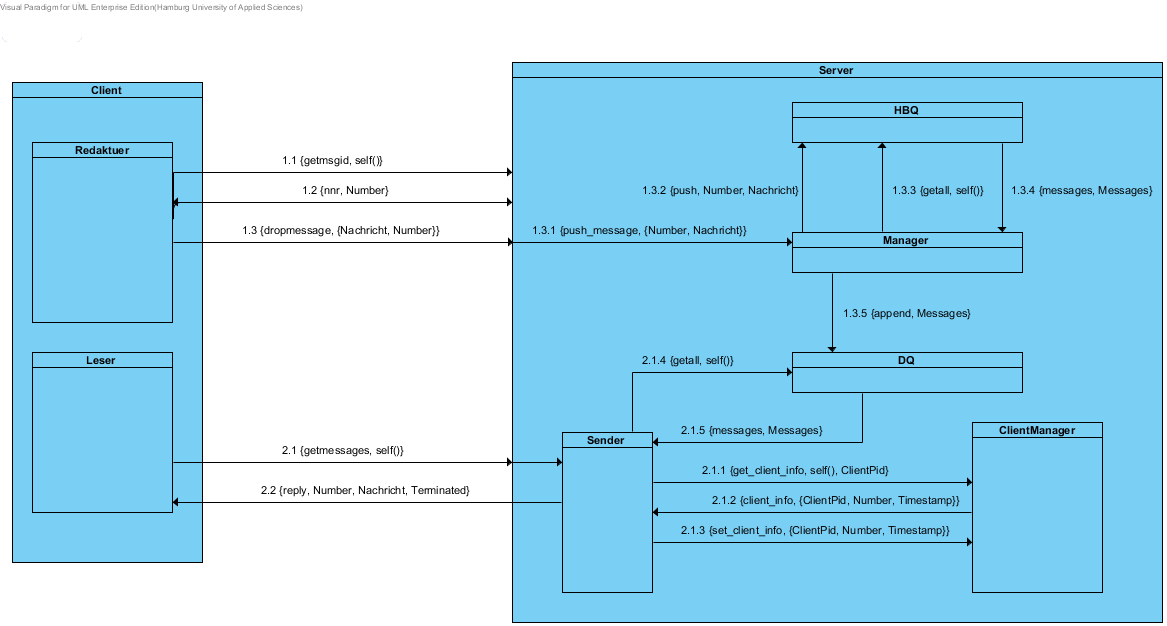 Visual Paradigm for UML Enterprise Edition(Hamburg University of Applied Sciences)
Server
Client
HBQ
Redaktuer
1.1 {getmsgid, self()}
1.2 {nnr, Number}
1.3.2 {push, Number, Nachricht}
1.3.3 {getall, self()}
1.3.4 {messages, Messages}
1.3 {dropmessage, {Nachricht, Number}}
1.3.1 {push_message, {Number, Nachricht}}
Manager
1.3.5 {append, Messages}
Leser
2.1.4 {getall, self()}
DQ
2.1.5 {messages, Messages}
ClientManager
Sender
2.1 {getmessages, self()}
2.1.1 {get_client_info, self(), ClientPid}
2.2 {reply, Number, Nachricht, Terminated}
2.1.2 {client_info, {ClientPid, Number, Timestamp}}
2.1.3 {set_client_info, {ClientPid, Number, Timestamp}}